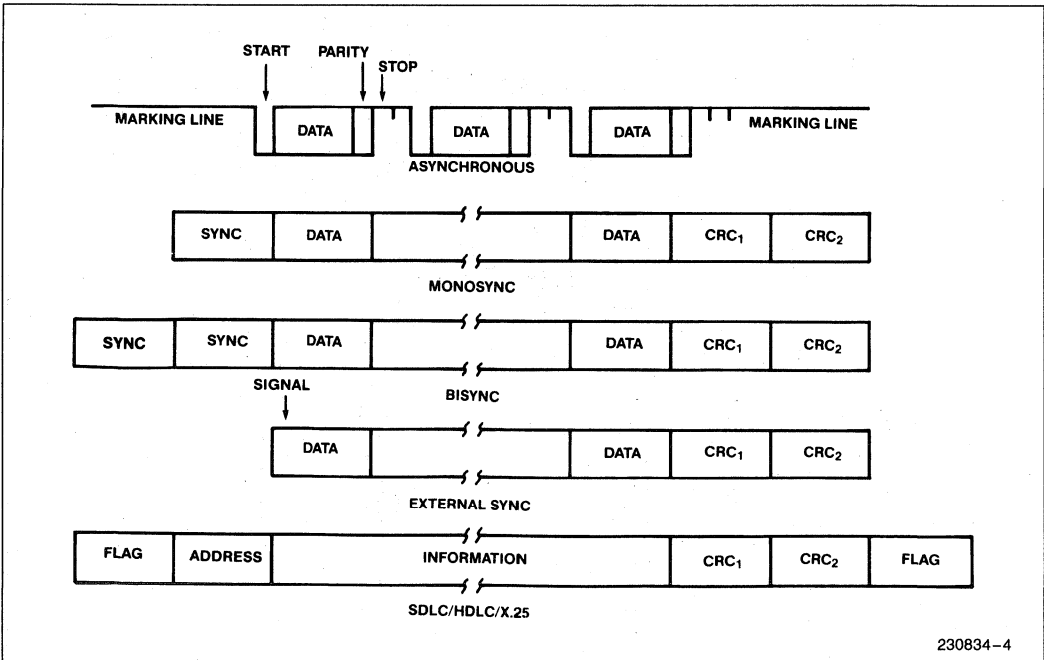 START PARITY
STOP
MARKING LINE DATA DATA DATA MARKING LINE
ASYNCHRONOUS
SYNC DATA DATA CRC1 CRC2
MONOSYNC
SYNC SYNC DATA DATA CRC1 CRC2
BISYNC
SIGNAL
DATA DATA CRC1 CRC2
EXTERNAL SYNC
FLAG ADDRESS INFORMATION CRC1 CRC2 FLAG
SDLC/HDLC/X.25
230834–4